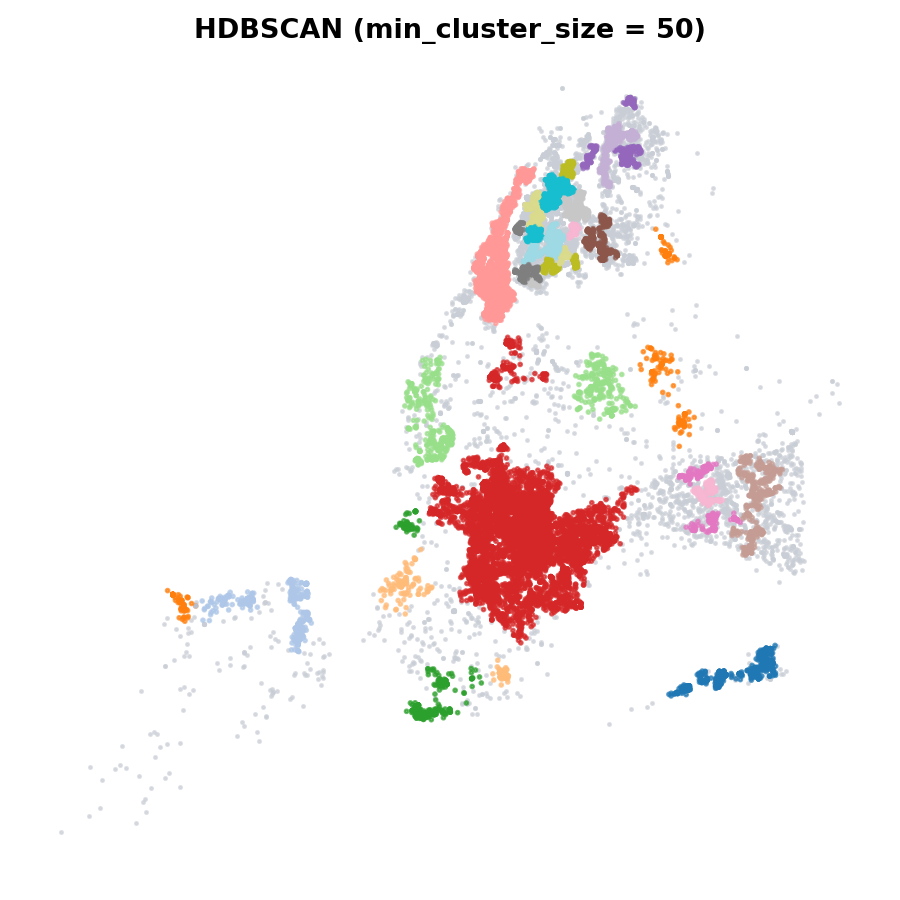 HDBSCAN (min_cluster_size = 50)